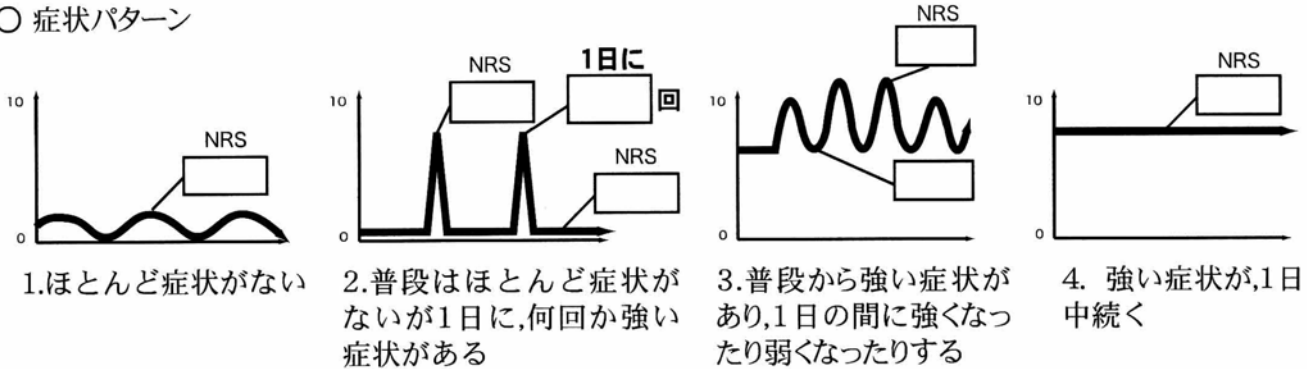 ○ 症状パターン
NRS
10
0
1.ほとんど症状がない
NRS
1日に
回
NRS
10
0
2.普段はほとんど症状が
ないが1日に,何回か強い
症状がある
NRS
10
0
3.普段から強い症状が
あり,1日の間に強くなっ
たり弱くなったりする
NRS
10
0
4. 強い症状が,1日
中続く